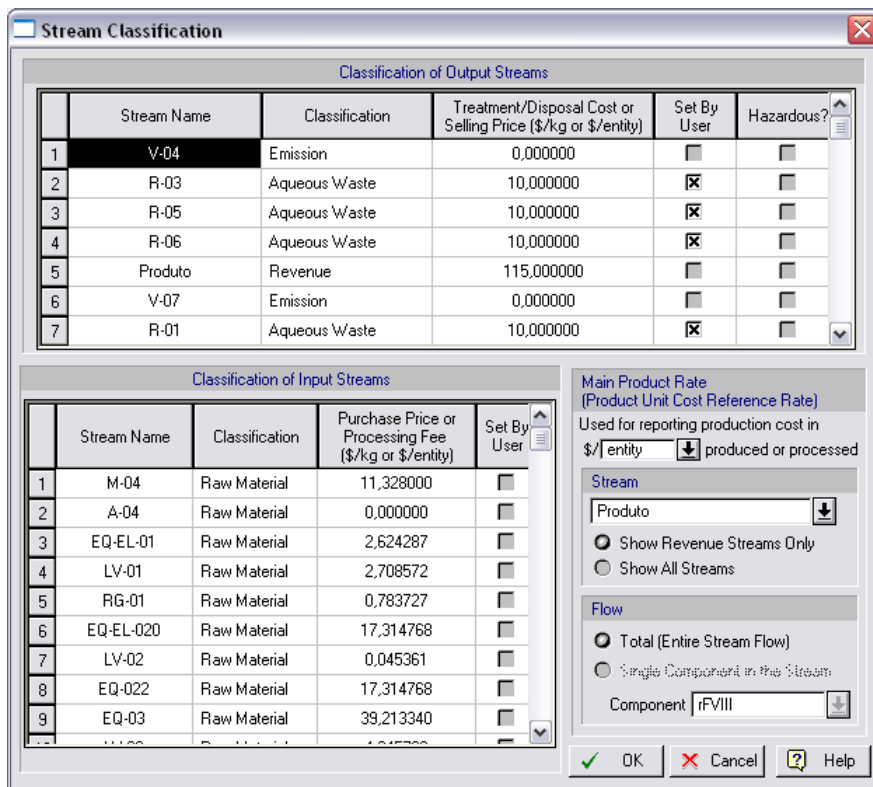 Stream Classification
Classification of Output Streams
Stream Name Classification Treatment/Disposal Cost or Selling Price ($/kg or $/entity) Set By User Hazardous?
1 V-04 Emission 0,000000
2 R-03 Aqueous Waste 10,000000
3 R-05 Aqueous Waste 10,000000
4 R-06 Aqueous Waste 10,000000
5 Produto Revenue 115,000000
6 V-07 Emission 0,000000
7 R-01 Aqueous Waste 10,000000
Classification of Input Streams
Stream Name Classification Purchase Price or Processing Fee ($/kg or $/entity) Set By User
1 M-04 Raw Material 11,328000
2 A-04 Raw Material 0,000000
3 EQ-EL-01 Raw Material 2,624287
4 LV-01 Raw Material 2,708572
5 RG-01 Raw Material 0,783727
6 EQ-EL-020 Raw Material 17,314768
7 LV-02 Raw Material 0,045361
8 EQ-022 Raw Material 17,314768
9 EQ-03 Raw Material 39,213340
Main Product Rate
(Product Unit Cost Reference Rate)
Used for reporting production cost in
$/ entity produced or processed
Stream
Produto
Show Revenue Streams Only
Show All Streams
Flow
Total (Entire Stream Flow)
Single Component in the Stream
Component rFVIII
OK Cancel Help